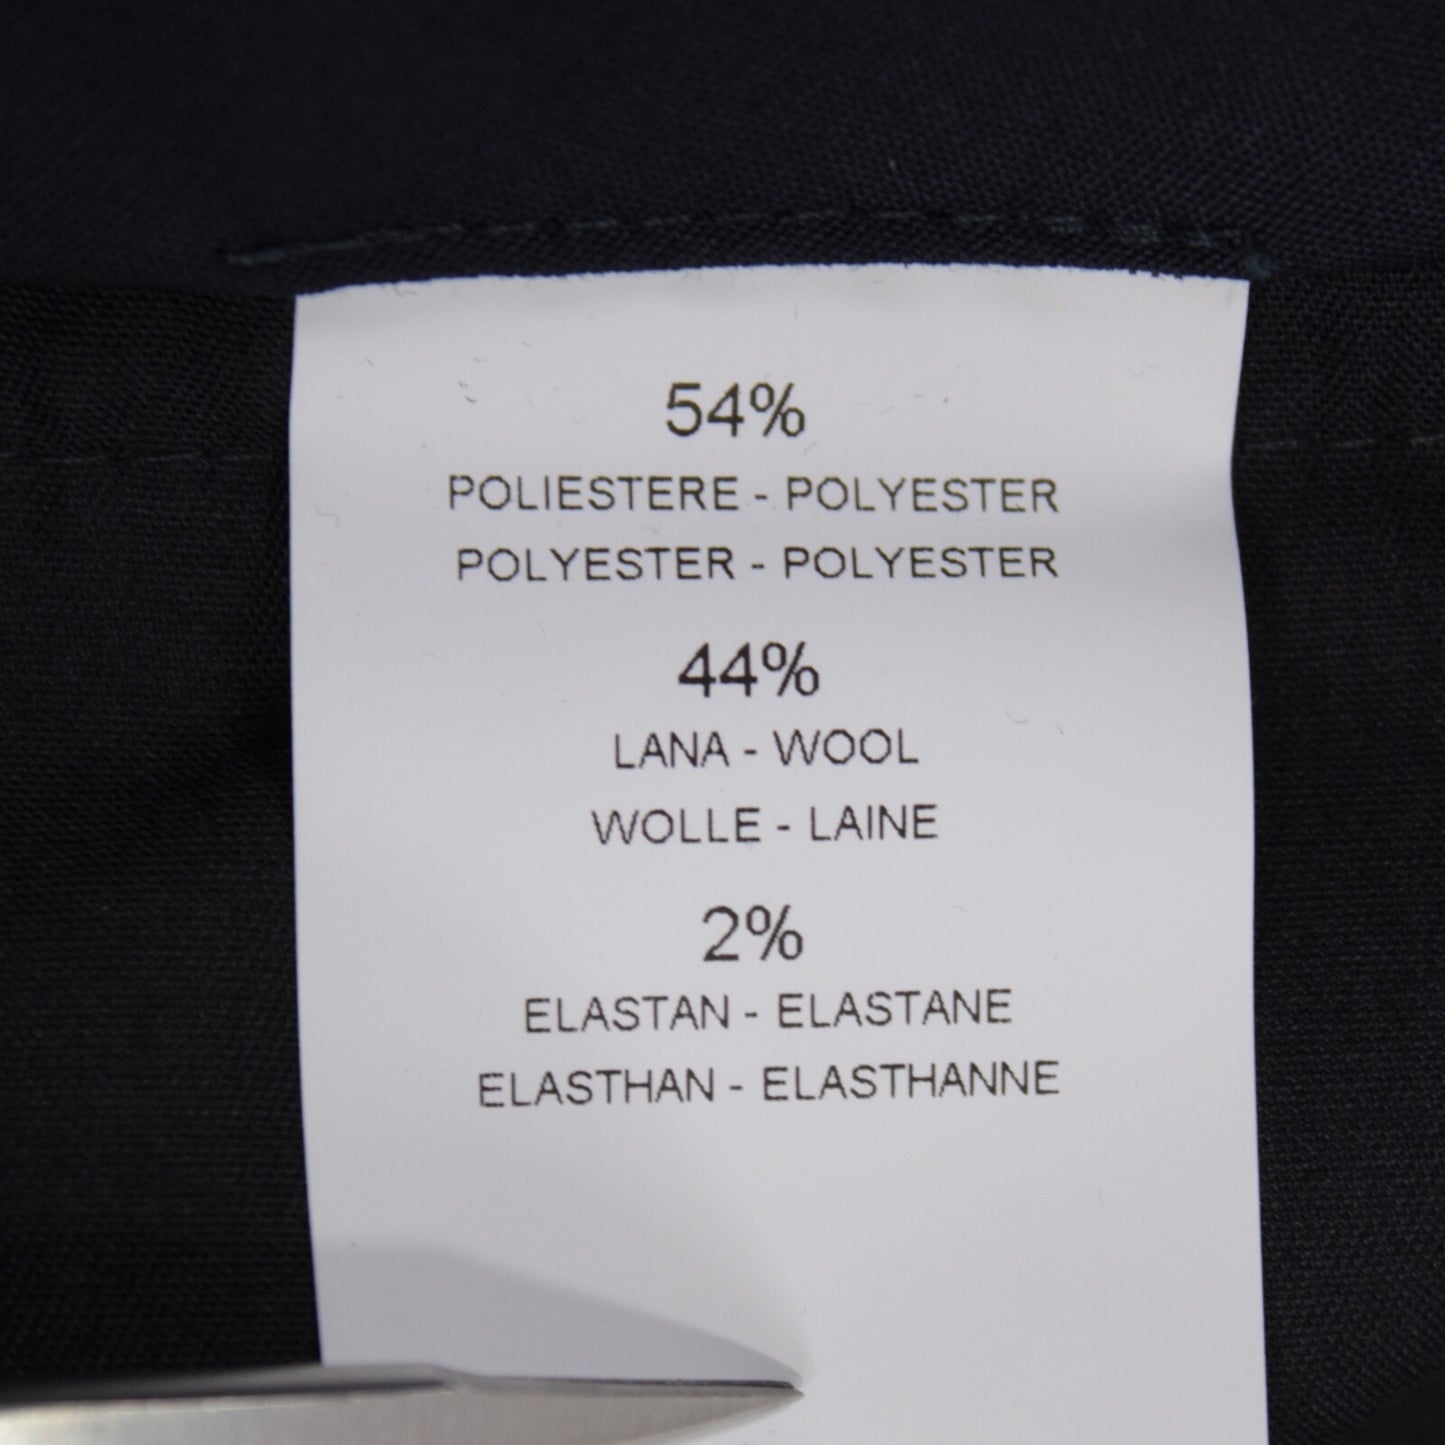 54%
POLIESTERE - POLYESTER
POLYESTER - POLYESTER
44%
LANA - WOOL
WOLLE - LAINE
2%
ELASTAN - ELASTANE
ELASTHAN - ELASTHANNE